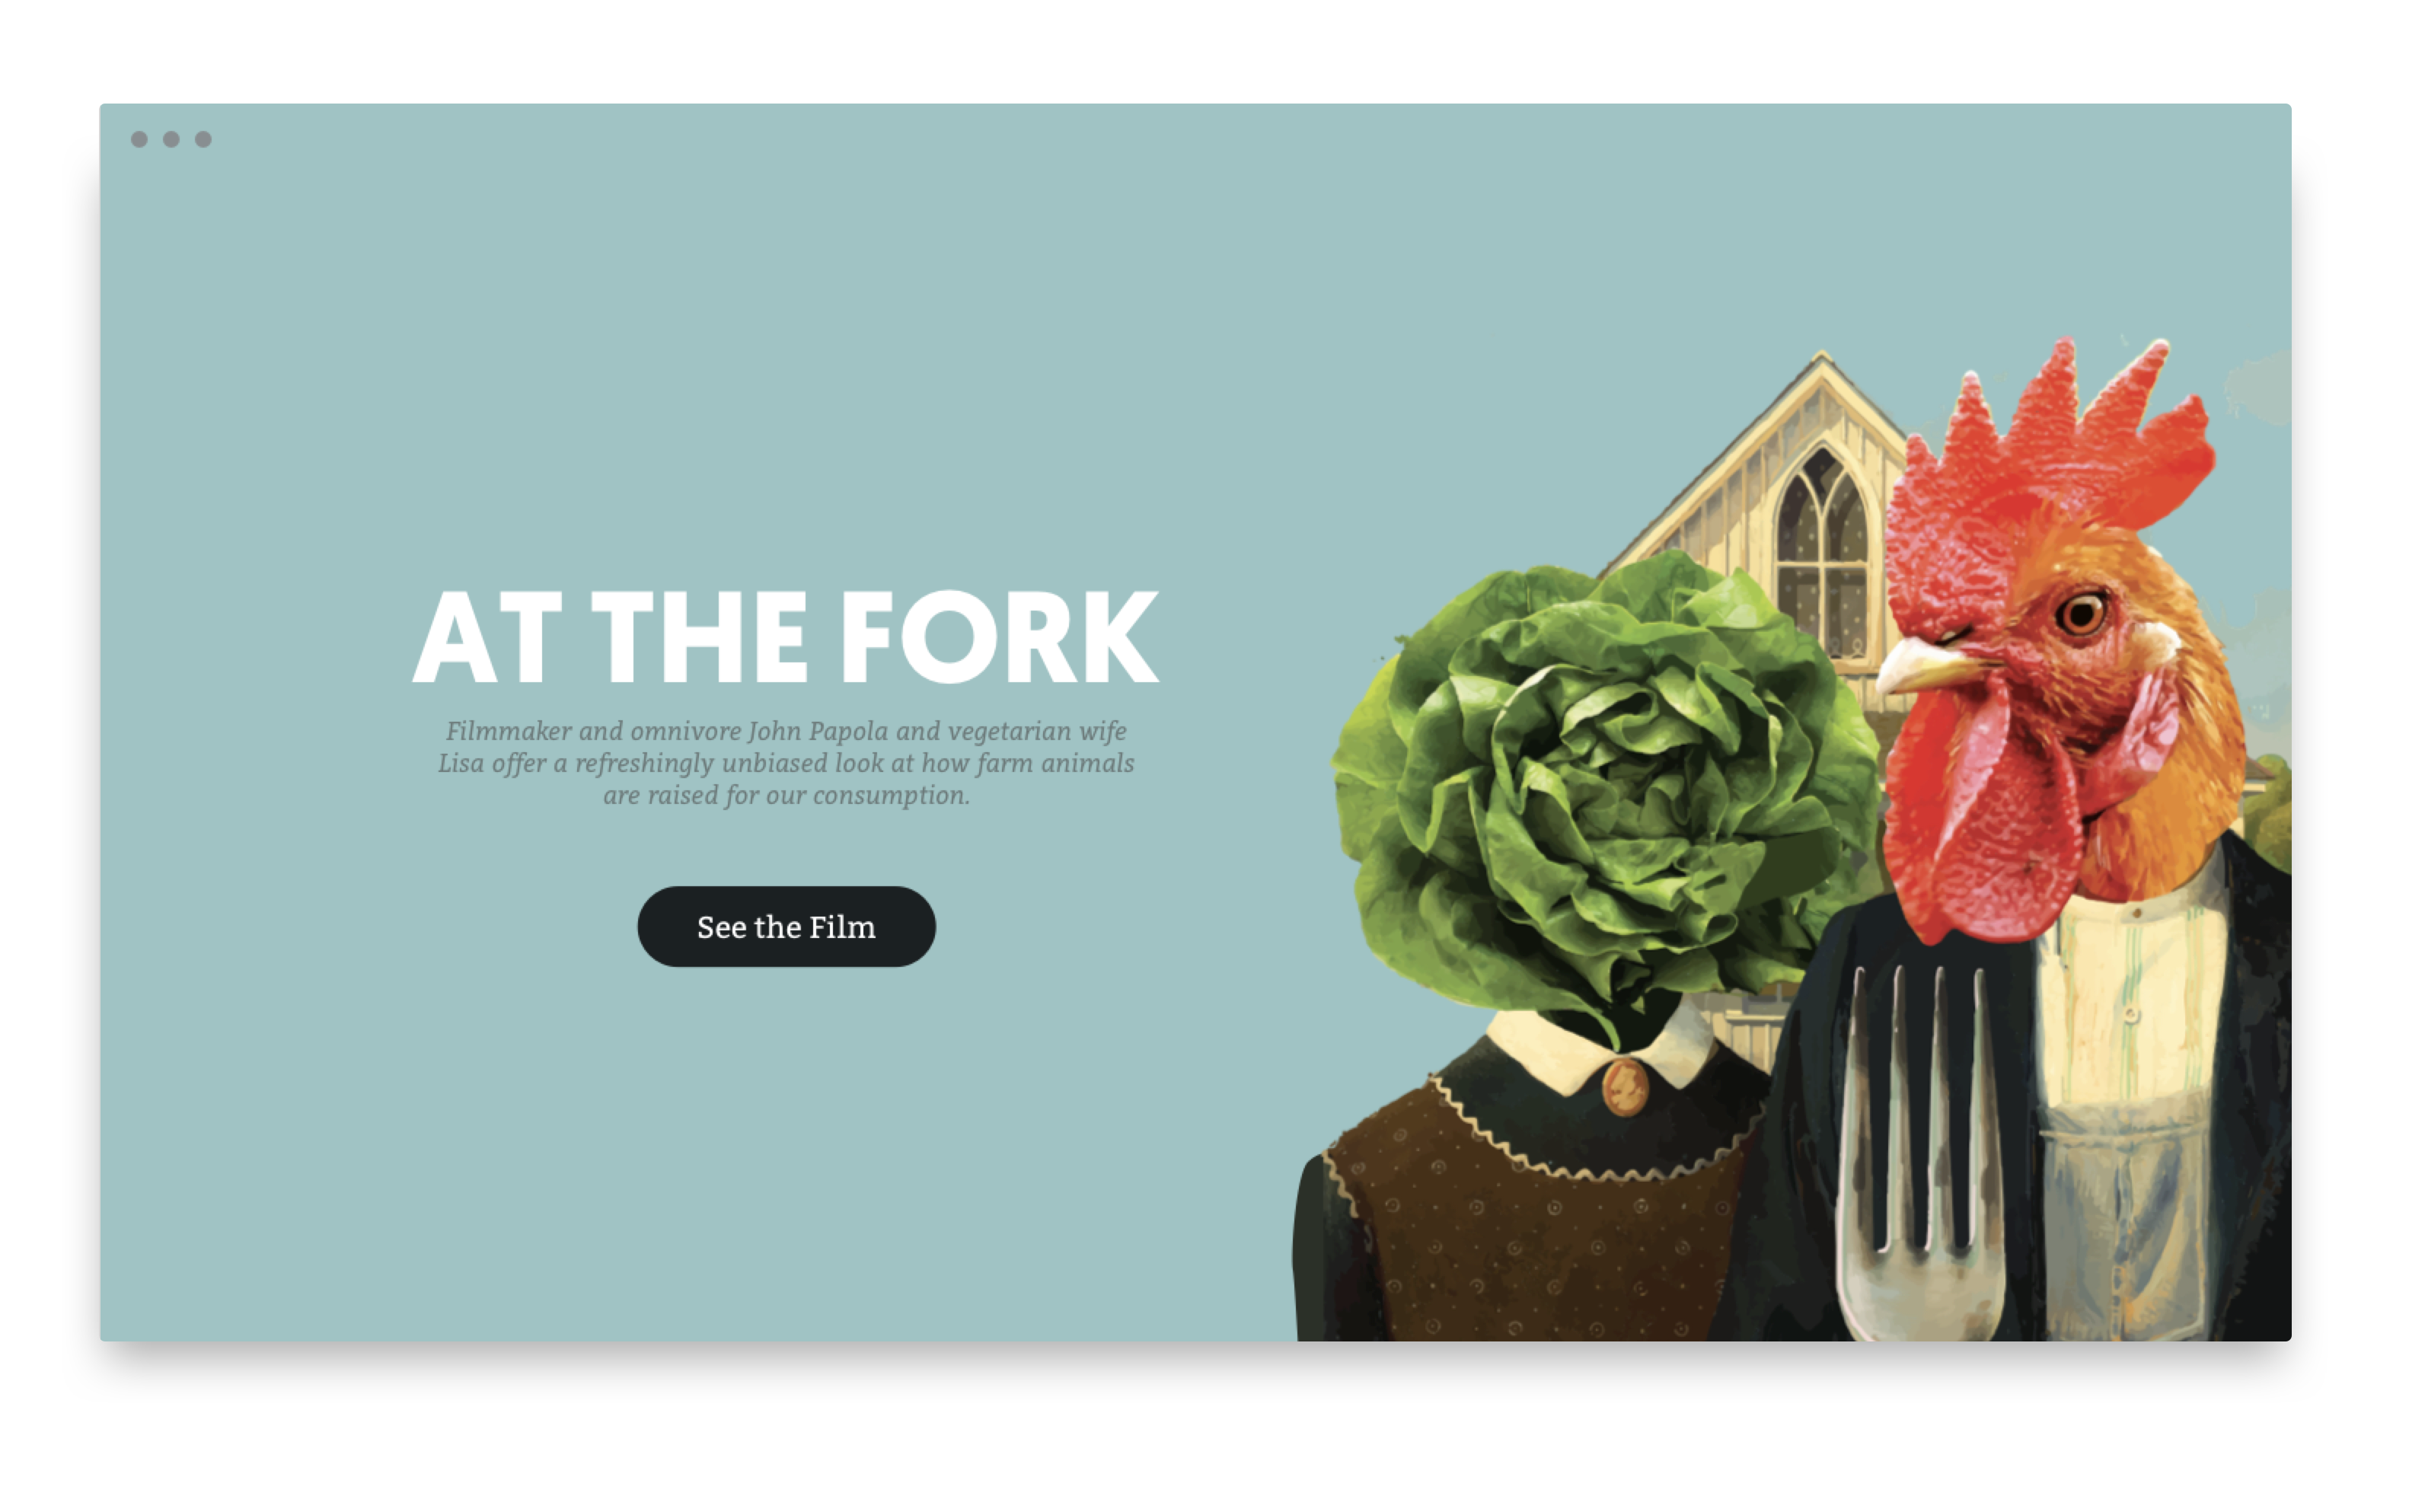 AT THE FORK
Filmmaker and omnivore John Papola and vegetarian wife
Lisa offer a refreshingly unbiased look at how farm animals
are raised for our consumption.
See the Film